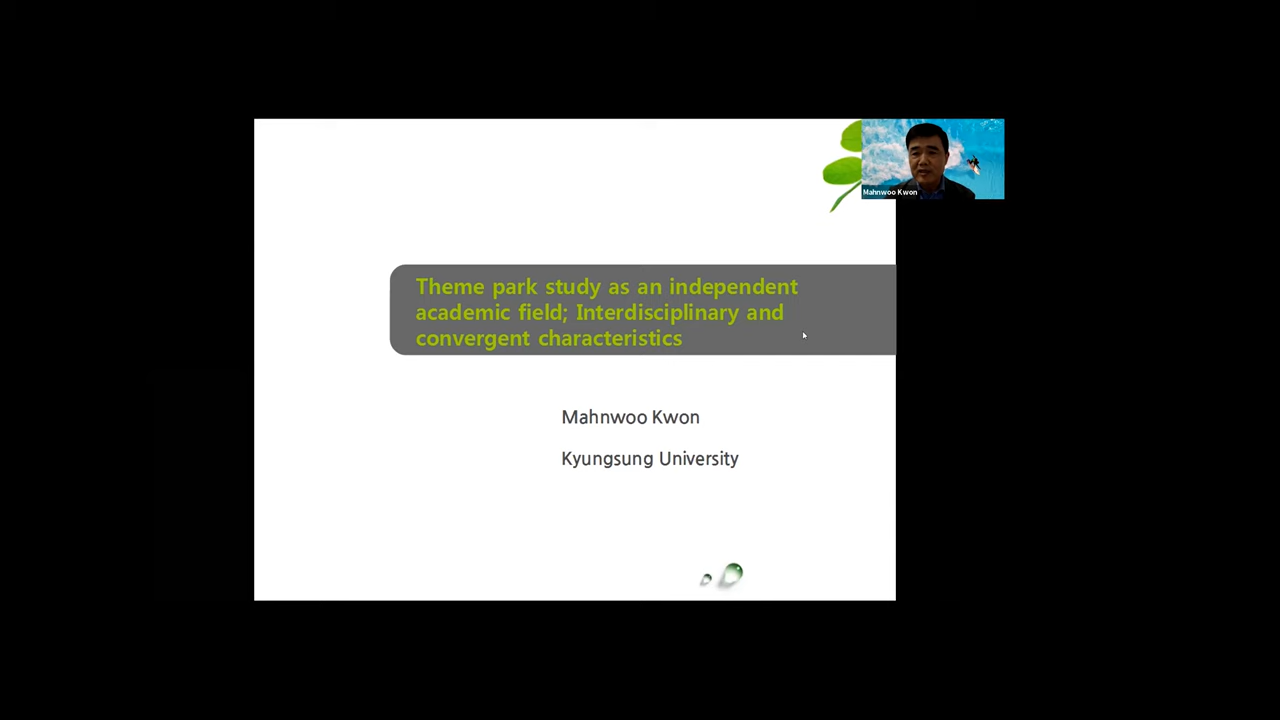 Mahnwoo Kwon
Theme park study as an independent
academic field; Interdisciplinary and
convergent characteristics
Mahnwoo Kwon
Kyungsung University